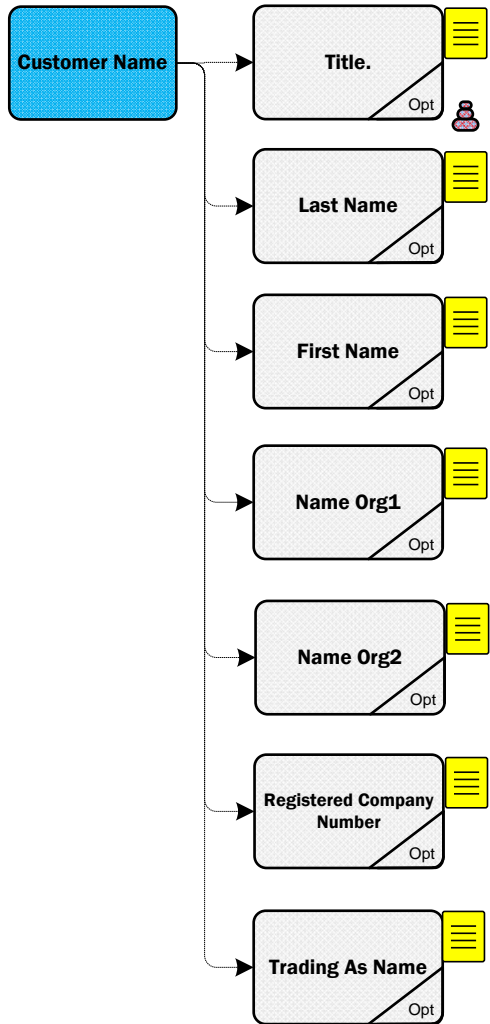 Customer Name
Title.
Opt
Last Name
Opt
First Name
Opt
Name Org1
Opt
Name Org2
Opt
Registered Company
Number
Opt
Trading As Name
Opt